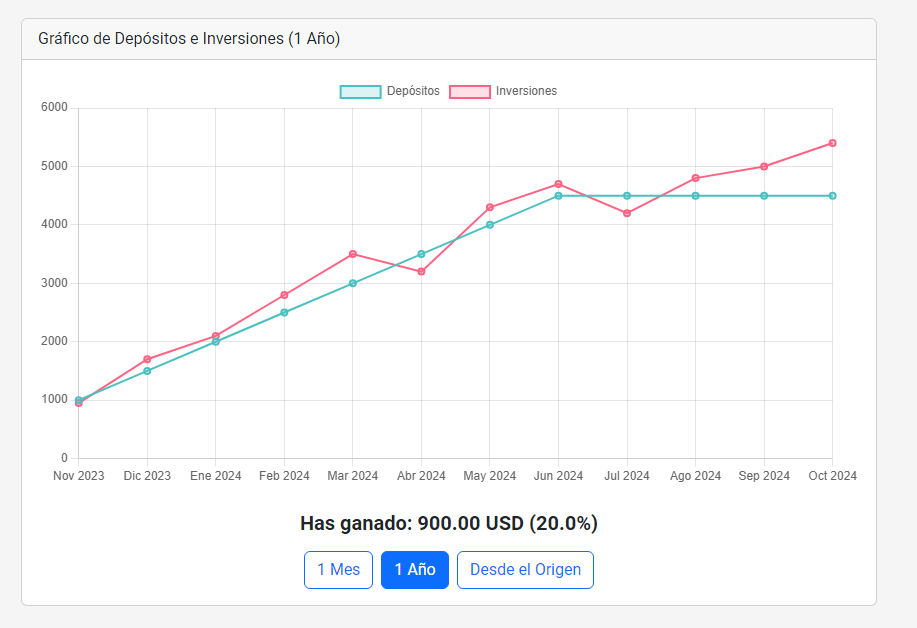 Gráfico de Depósitos e Inversiones (1 Año)
Depósitos Inversiones
6000
5000
4000
3000
2000
1000
0
Nov 2023 Dic 2023 Ene 2024 Feb 2024 Mar 2024 Abr 2024 May 2024 Jun 2024 Jul 2024 Ago 2024 Sep 2024 Oct 2024
Has ganado: 900.00 USD (20.0%)
1 Mes 1 Año Desde el Origen